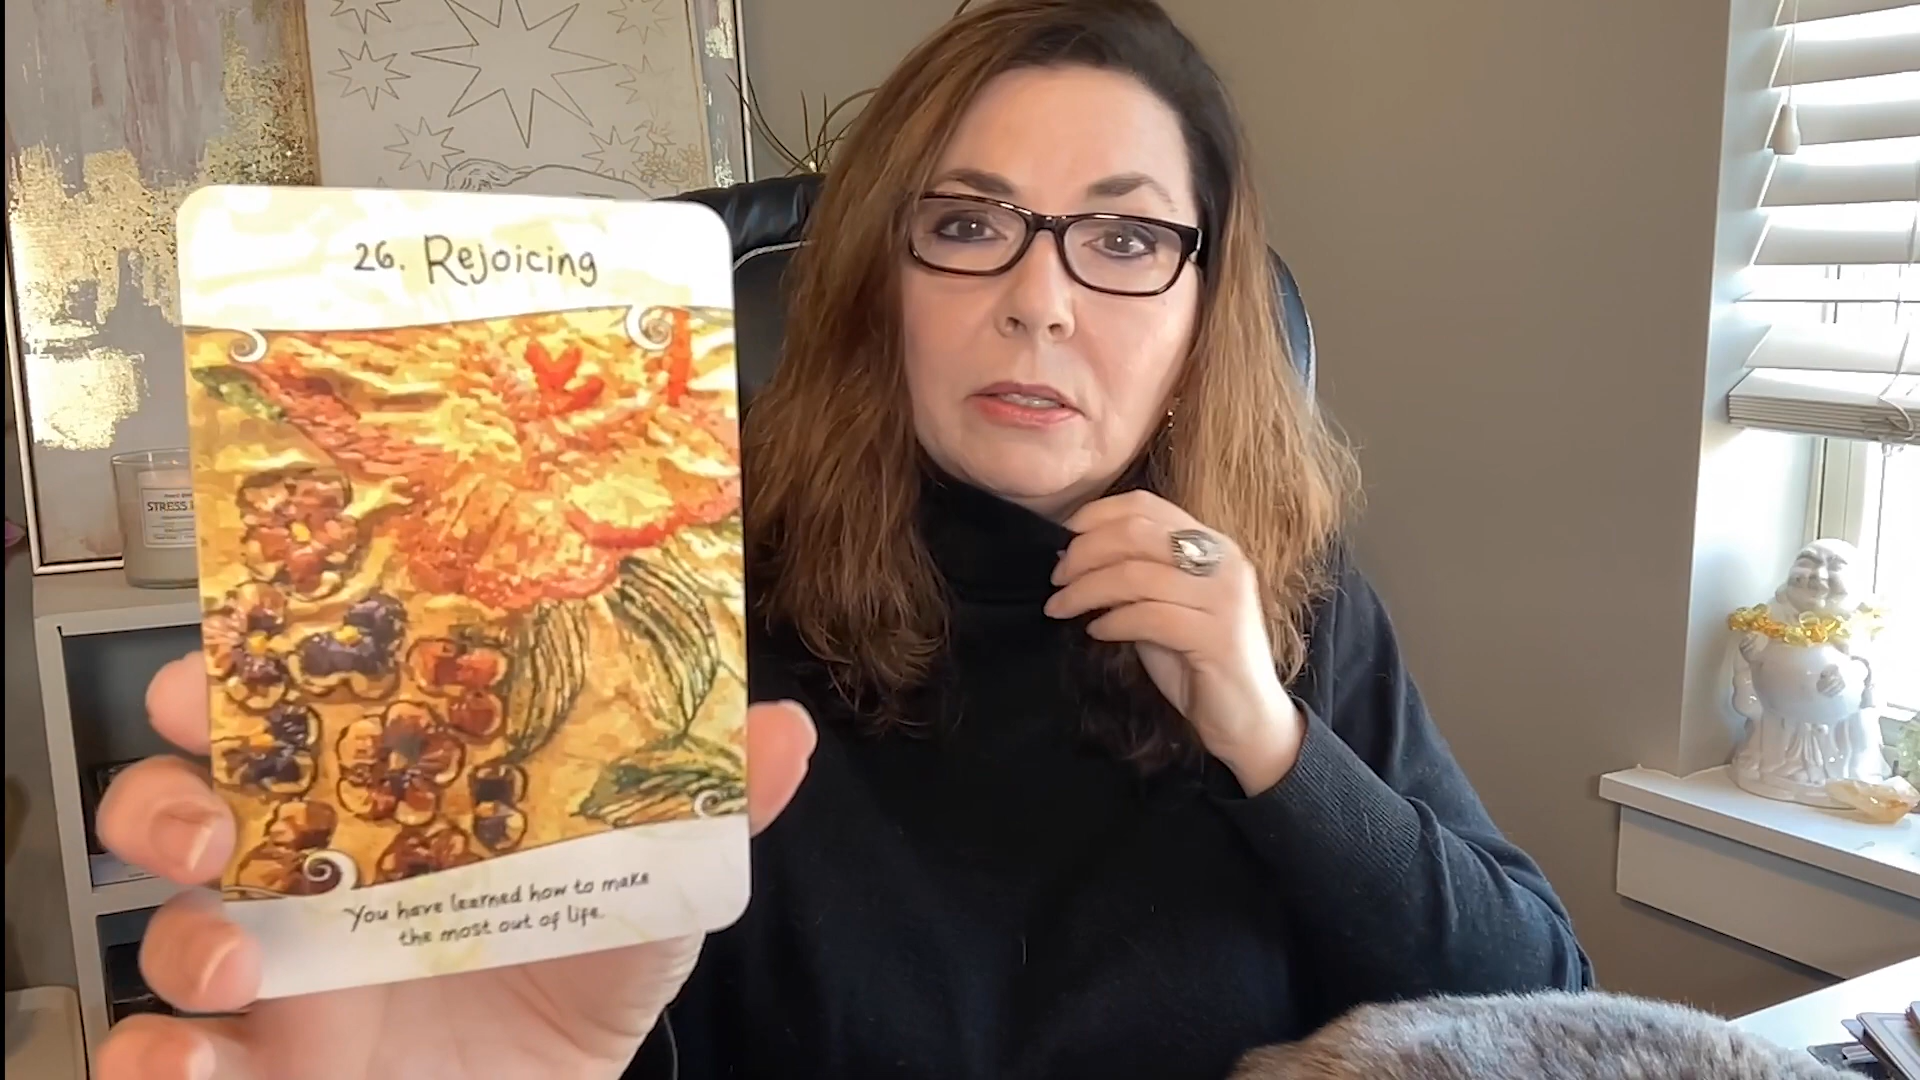 26. Rejoicing
You have learned how to make
the most out of life.
STRESS